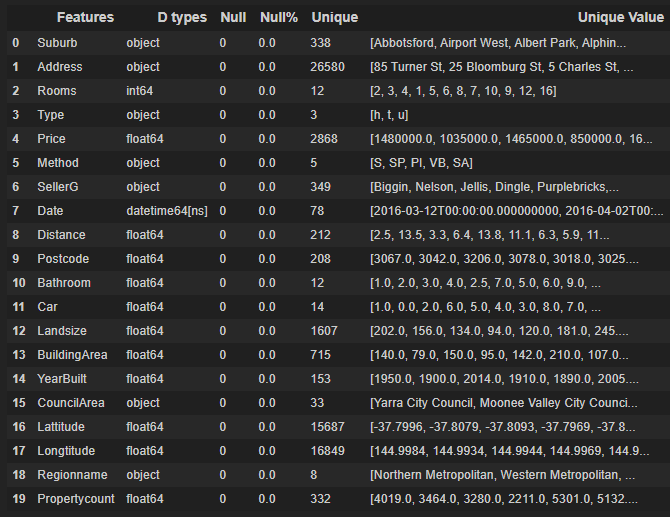 Features D types Null Null% Unique Unique Value
0 Suburb object 0 0.0 338 [Abbotsford, Airport West, Albert Park, Alphin...
1 Address object 0 0.0 26580 [85 Turner St, 25 Bloomburg St, 5 Charles St, ...
2 Rooms int64 0 0.0 12 [2, 3, 4, 1, 5, 6, 8, 7, 10, 9, 12, 16]
3 Type object 0 0.0 3 [h, t, u]
4 Price float64 0 0.0 2868 [1480000.0, 1035000.0, 1465000.0, 850000.0, 16...
5 Method object 0 0.0 5 [S, SP, PI, VB, SA]
6 SellerG object 0 0.0 349 [Biggin, Nelson, Jellis, Dingle, Purplebricks,...
7 Date datetime64[ns] 0 0.0 78 [2016-03-12T00:00:00.000000000, 2016-04-02T00:...
8 Distance float64 0 0.0 212 [2.5, 13.5, 3.3, 6.4, 13.8, 11.1, 6.3, 5.9, 11...
9 Postcode float64 0 0.0 208 [3067.0, 3042.0, 3206.0, 3078.0, 3018.0, 3025....
10 Bathroom float64 0 0.0 12 [1.0, 2.0, 3.0, 4.0, 2.5, 7.0, 5.0, 6.0, 9.0, ...
11 Car float64 0 0.0 14 [1.0, 0.0, 2.0, 6.0, 5.0, 4.0, 3.0, 8.0, 7.0, ...
12 Landsize float64 0 0.0 1607 [202.0, 156.0, 134.0, 94.0, 120.0, 181.0, 245....
13 BuildingArea float64 0 0.0 715 [140.0, 79.0, 150.0, 95.0, 142.0, 210.0, 107.0...
14 YearBuilt float64 0 0.0 153 [1950.0, 1900.0, 2014.0, 1910.0, 1890.0, 2005....
15 CouncilArea object 0 0.0 33 [Yarra City Council, Moonee Valley City Counci...
16 Lattitude float64 0 0.0 15687 [-37.7996, -37.8079, -37.8093, -37.7969, -37.8...
17 Longtitude float64 0 0.0 16849 [144.9984, 144.9934, 144.9944, 144.9969, 144.9...
18 Regionname object 0 0.0 8 [Northern Metropolitan, Western Metropolitan, ...
19 Propertycount float64 0 0.0 332 [4019.0, 3464.0, 3280.0, 2211.0, 5301.0, 5132....